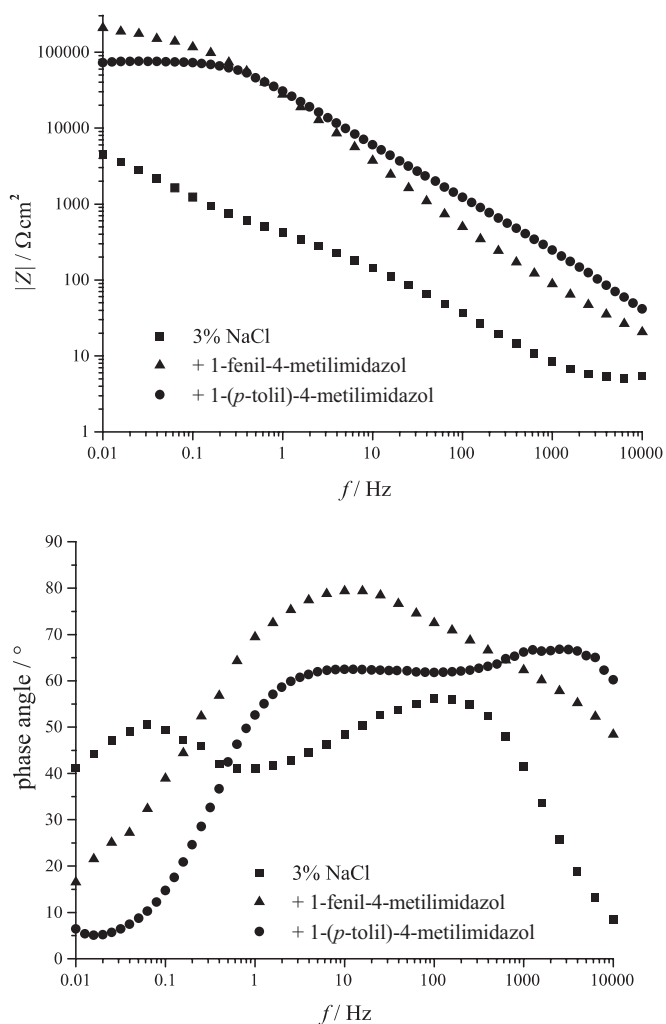 100000
10000
1000
100
10
1
|Z| / Ω cm²
3% NaCl
+ 1-fenil-4-metilimidazol
+ 1-(p-tolil)-4-metilimidazol
0.01 0.1 1 10 100 1000 10000
f / Hz
90
80
70
60
50
40
30
20
10
0
phase angle / °
3% NaCl
+ 1-fenil-4-metilimidazol
+ 1-(p-tolil)-4-metilimidazol
0.01 0.1 1 10 100 1000 10000
f / Hz